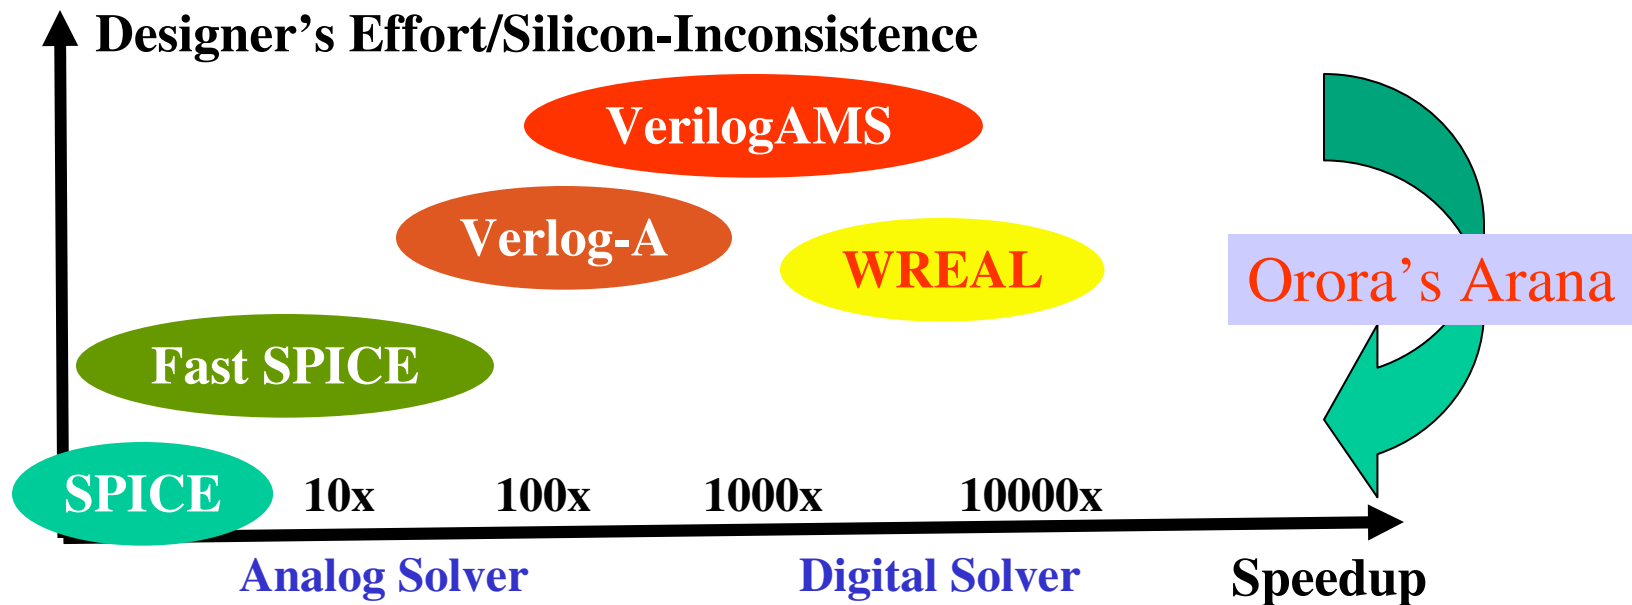 Designer’s Effort/Silicon-Inconsistence
VerilogAMS
Verlog-A
WREAL
Orora’s Arana
Fast SPICE
SPICE
10x
100x
1000x
10000x
Analog Solver
Digital Solver
Speedup